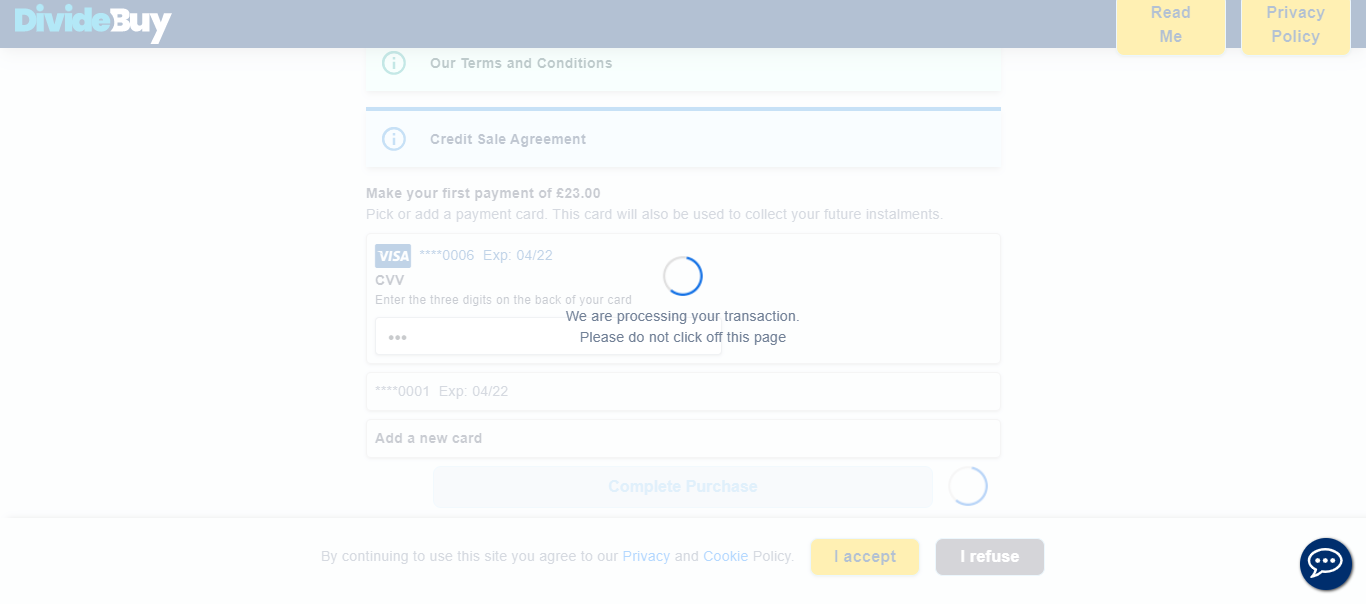 DivideBuy
Read
Me
Privacy
Policy
Our Terms and Conditions
Credit Sale Agreement
Make your first payment of £23.00
Pick or add a payment card. This card will also be used to collect your future instalments.
VISA ****0006 Exp: 04/22
CVV
Enter the three digits on the back of your card
We are processing your transaction.
•••
Please do not click off this page
****0001 Exp: 04/22
Add a new card
Complete Purchase
By continuing to use this site you agree to our Privacy and Cookie Policy.
I accept
I refuse